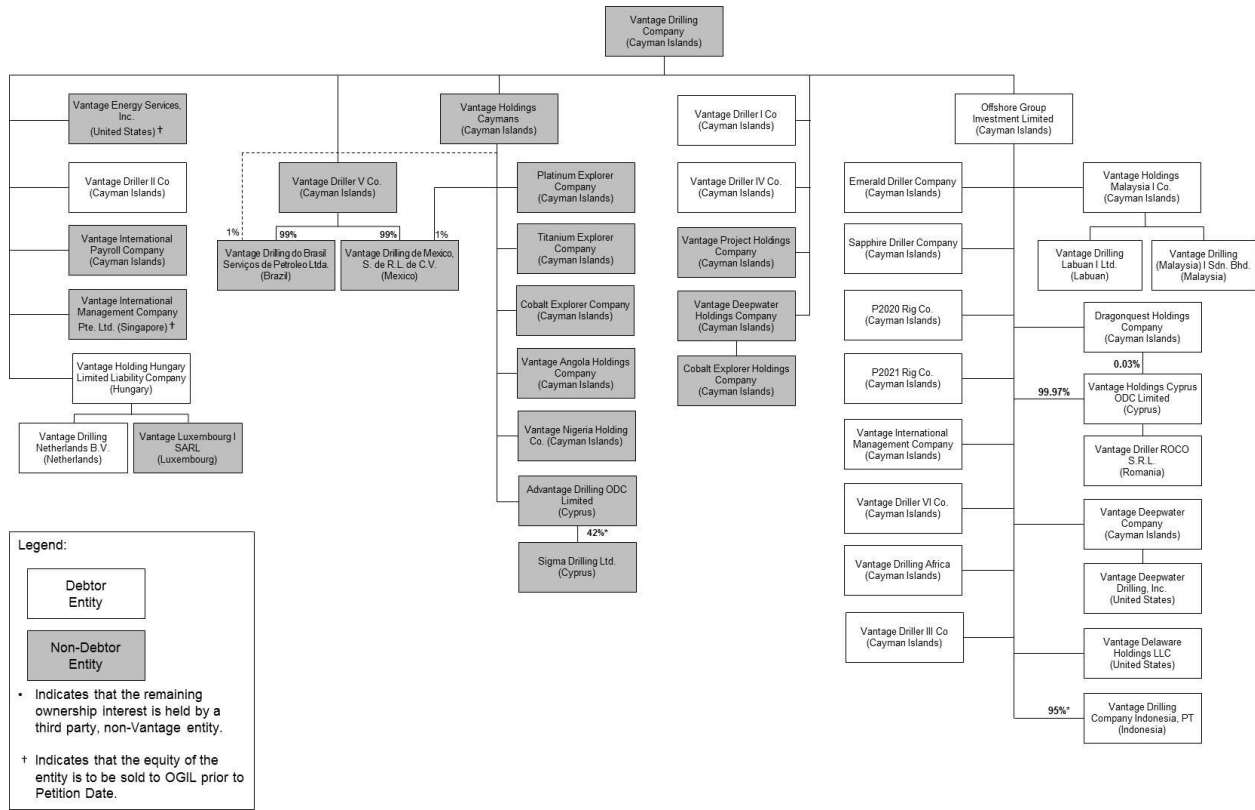 Vantage Drilling
Company
(Cayman Islands)
Vantage Energy Services,
Inc.
(United States) †
Vantage Driller II Co
(Cayman Islands)
Vantage International
Payroll Company
(Cayman Islands)
Vantage International
Management Company
Pte. Ltd. (Singapore) †
Vantage Holding Hungary
Limited Liability Company
(Hungary)
Vantage Drilling
Netherlands B.V.
(Netherlands)
Vantage Luxembourg I
SARL
(Luxembourg)
Vantage Holdings
Caymans
(Cayman Islands)
Vantage Driller V Co.
(Cayman Islands)
1%
99%
99%
1%
Vantage Drilling do Brasil
Serviços de Petroleo Ltda.
(Brazil)
Vantage Drilling de Mexico,
S. de R.L. de C.V.
(Mexico)
Platinum Explorer
Company
(Cayman Islands)
Titanium Explorer
Company
(Cayman Islands)
Cobalt Explorer Company
(Cayman Islands)
Vantage Angola Holdings
Company
(Cayman Islands)
Vantage Nigeria Holding
Co. (Cayman Islands)
Advantage Drilling ODC
Limited
(Cyprus)
42%*
Sigma Drilling Ltd.
(Cyprus)
Vantage Driller I Co
(Cayman Islands)
Vantage Driller IV Co.
(Cayman Islands)
Vantage Project Holdings
Company
(Cayman Islands)
Vantage Deepwater
Holdings Company
(Cayman Islands)
Cobalt Explorer Holdings
Company
(Cayman Islands)
Offshore Group
Investment Limited
(Cayman Islands)
Emerald Driller Company
(Cayman Islands)
Sapphire Driller Company
(Cayman Islands)
P2020 Rig Co.
(Cayman Islands)
P2021 Rig Co.
(Cayman Islands)
Vantage International
Management Company
(Cayman Islands)
Vantage Driller VI Co.
(Cayman Islands)
Vantage Drilling Africa
(Cayman Islands)
Vantage Driller III Co
(Cayman Islands)
Vantage Holdings
Malaysia I Co.
(Cayman Islands)
Vantage Drilling
Labuan I Ltd.
(Labuan)
Vantage Drilling
(Malaysia) I Sdn. Bhd.
(Malaysia)
Dragonquest Holdings
Company
(Cayman Islands)
0.03%
99.97%
Vantage Holdings Cyprus
ODC Limited
(Cyprus)
Vantage Driller ROCO
S.R.L.
(Romania)
Vantage Deepwater
Company
(Cayman Islands)
Vantage Deepwater
Drilling, Inc.
(United States)
Vantage Delaware
Holdings LLC
(United States)
95%*
Vantage Drilling
Company Indonesia, PT
(Indonesia)
Legend:
Debtor
Entity
Non-Debtor
Entity
• Indicates that the remaining
ownership interest is held by a
third party, non-Vantage entity.
† Indicates that the equity of the
entity is to be sold to OGIL prior to
Petition Date.